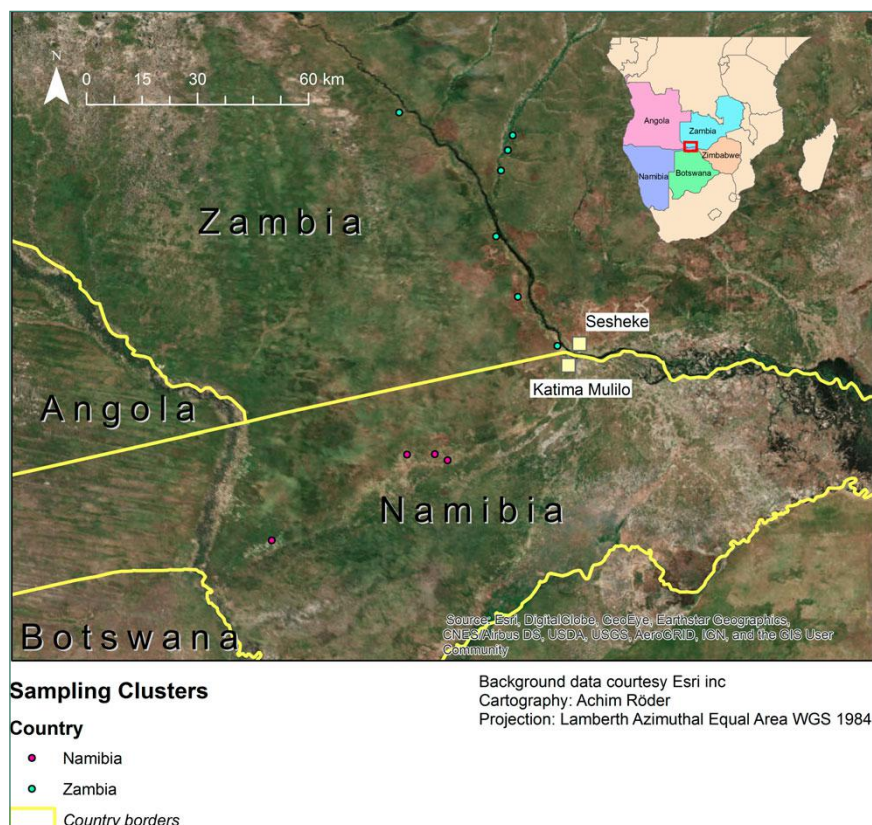 N
0 15 30 60 km
Angola
Zambia
Zimbabwe
Namibia
Botswana
Zambia
Sesheke
Katima Mulilo
Angola
Namibia
Botswana
Source: Esri, DigitalGlobe, GeoEye, Earthstar Geographics,
CNES/Airbus DS, USDA, USGS, AeroGRID, IGN, and the GIS User
Community
Sampling Clusters
Country
Namibia
Zambia
Country borders
Background data courtesy Esri inc
Cartography: Achim Röder
Projection: Lamberth Azimuthal Equal Area WGS 1984